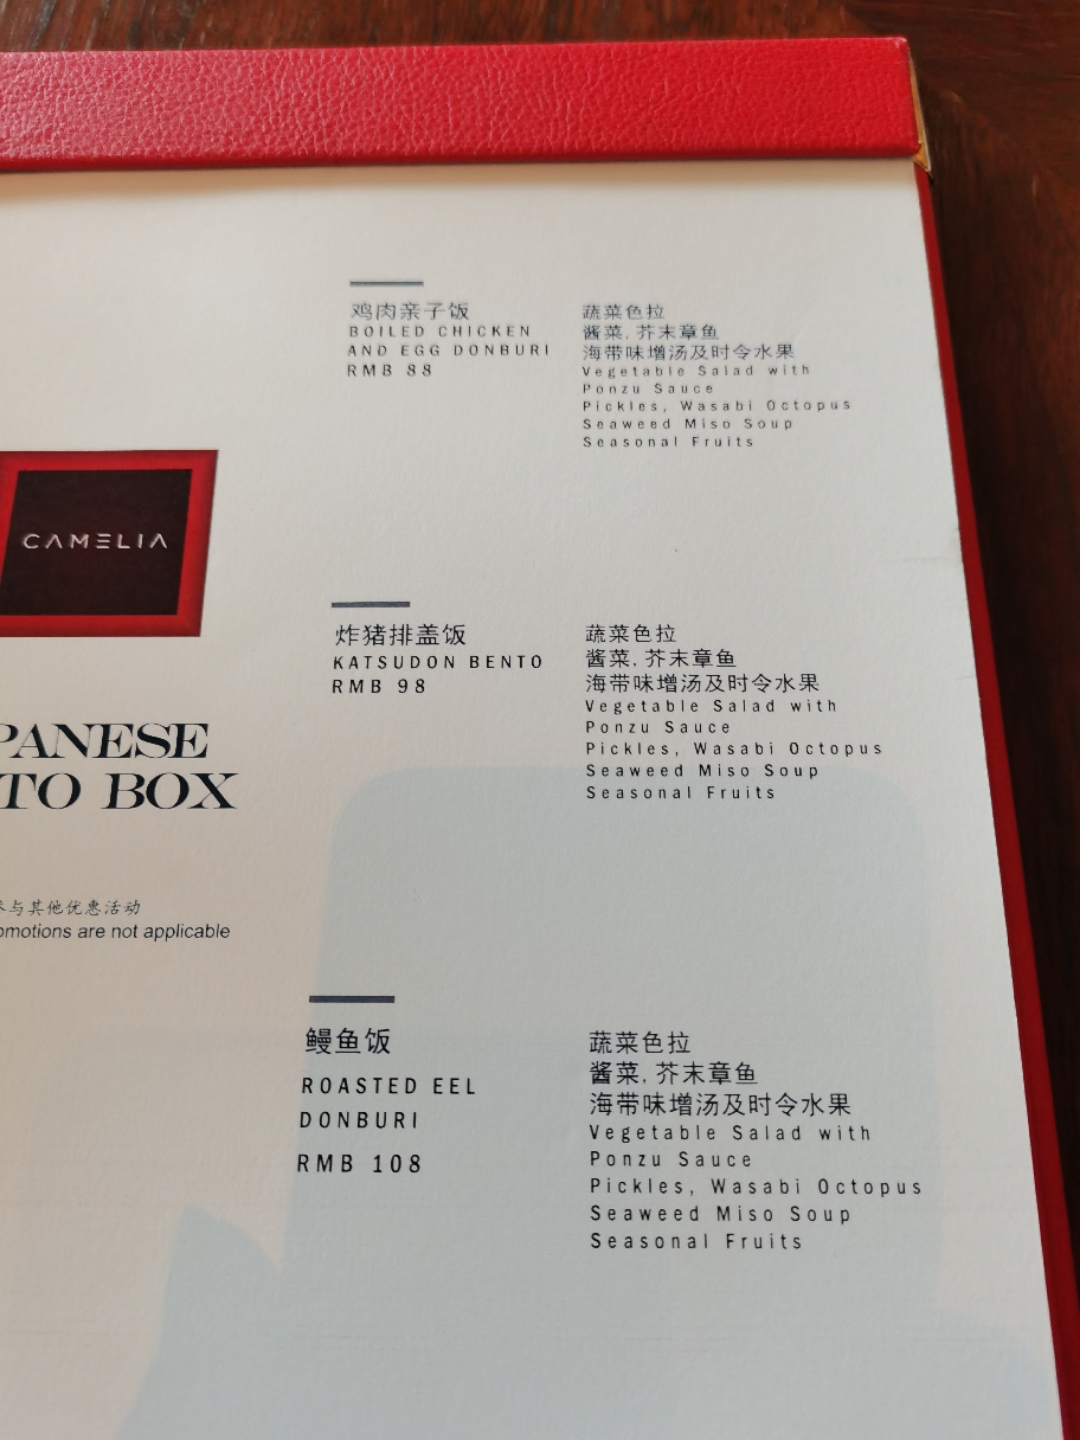 鸡肉亲子饭
BOILED CHICKEN
AND EGG DONBURI
RMB 88
蔬菜色拉
酱菜, 芥末章鱼
海带味增汤及时令水果
Vegetable Salad with
Ponzu Sauce
Pickles, Wasabi Octopus
Seaweed Miso Soup
Seasonal Fruits
CAMELIA
炸猪排盖饭
KATSUDON BENTO
RMB 98
蔬菜色拉
酱菜, 芥末章鱼
海带味增汤及时令水果
Vegetable Salad with
Ponzu Sauce
Pickles, Wasabi Octopus
Seaweed Miso Soup
Seasonal Fruits
PANESE
TO BOX
参与其他优惠活动
omotions are not applicable
鳗鱼饭
ROASTED EEL
DONBURI
RMB 108
蔬菜色拉
酱菜, 芥末章鱼
海带味增汤及时令水果
Vegetable Salad with
Ponzu Sauce
Pickles, Wasabi Octopus
Seaweed Miso Soup
Seasonal Fruits